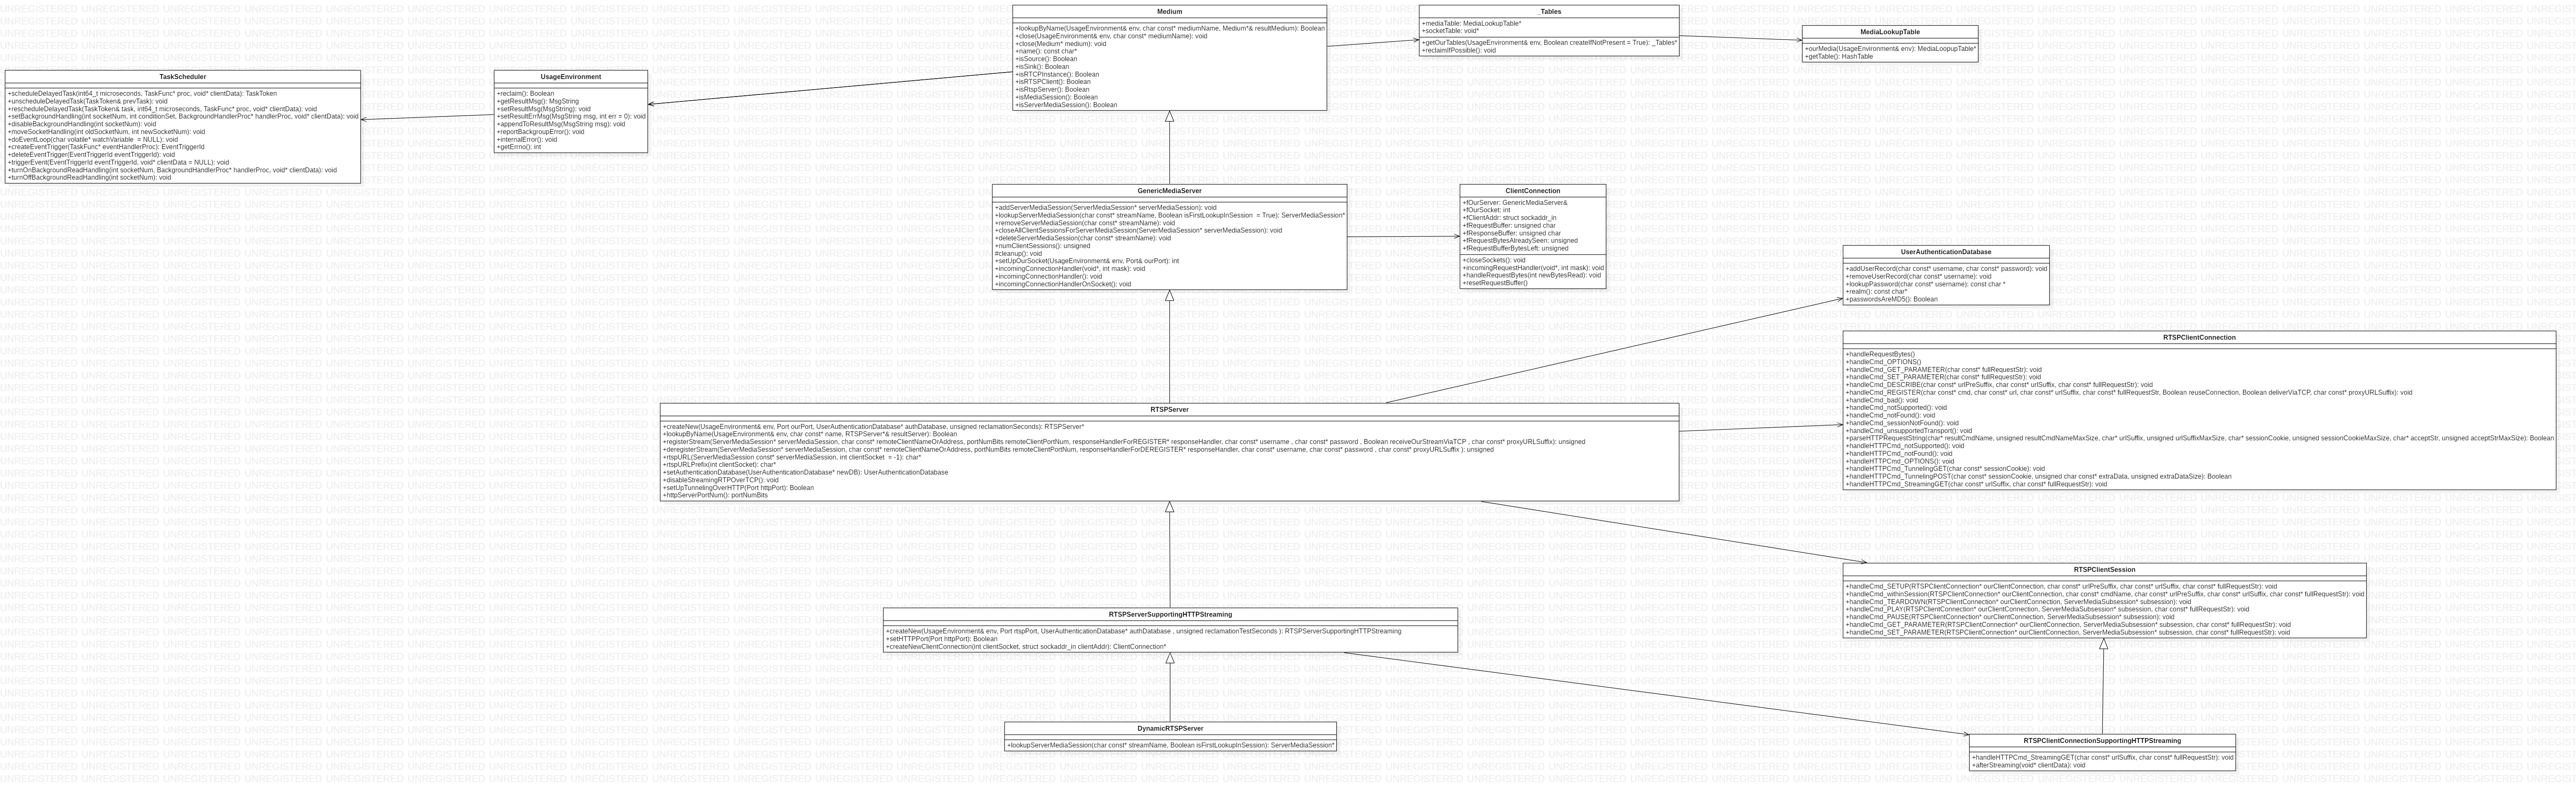 Medium
+lookupByName(UsageEnvironment& env, char const* mediumName, Medium*& resultMedium): Boolean
+close(UsageEnvironment& env, char const* mediumName): void
+close(Medium* medium): void
+name(): const char*
+isSource(): Boolean
+isSink(): Boolean
+isRTCPInstance(): Boolean
+isRTSPClient(): Boolean
+isRtspServer(): Boolean
+isMediaSession(): Boolean
+isServerMediaSession(): Boolean
_Tables
+mediaTable: MediaLookupTable*
+socketTable: void*
+getOurTables(UsageEnvironment& env, Boolean createIfNotPresent = True): _Tables*
+reclaimIfPossible(): void
MediaLookupTable
+ourMedia(UsageEnvironment& env): MediaLoopupTable*
+getTable(): HashTable
TaskScheduler
+scheduleDelayedTask(int64_t microseconds, TaskFunc* proc, void* clientData): TaskToken
+unscheduleDelayedTask(TaskToken& prevTask): void
+rescheduleDelayedTask(TaskToken& task, int64_t microseconds, TaskFunc* proc, void* clientData): void
+setBackgroundHandling(int socketNum, int conditionSet, BackgroundHandlerProc* handlerProc, void* clientData): void
+disableBackgroundHandling(int socketNum): void
+moveSocketHandling(int oldSocketNum, int newSocketNum): void
+doEventLoop(char volatile* watchVariable  = NULL): void
+createEventTrigger(TaskFunc* eventHandlerProc): EventTriggerId
+deleteEventTrigger(EventTriggerId eventTriggerId): void
+triggerEvent(EventTriggerId eventTriggerId, void* clientData = NULL): void
+turnOnBackgroundReadHandling(int socketNum, BackgroundHandlerProc* handlerProc, void* clientData): void
+turnOffBackgroundReadHandling(int socketNum): void
UsageEnvironment
+reclaim(): Boolean
+getResultMsg(): MsgString
+setResultMsg(MsgString): void
+setResultErrMsg(MsgString msg, int err = 0): void
+appendToResultMsg(MsgString msg): void
+reportBackgroupError(): void
+internalError(): void
+getErrno(): int
GenericMediaServer
+addServerMediaSession(ServerMediaSession* serverMediaSession): void
+lookupServerMediaSession(char const* streamName, Boolean isFirstLookupInSession  = True): ServerMediaSession*
+removeServerMediaSession(char const* streamName): void
+closeAllClientSessionsForServerMediaSession(ServerMediaSession* serverMediaSession): void
+deleteServerMediaSession(char const* streamName): void
+numClientSessions(): unsigned
#cleanup(): void
+setUpOurSocket(UsageEnvironment& env, Port& ourPort): int
+incomingConnectionHandler(void*, int mask): void
+incomingConnectionHandler(): void
+incomingConnectionHandlerOnSocket(): void
ClientConnection
+fOurServer: GenericMediaServer&
+fOurSocket: int
+fClientAddr: struct sockaddr_in
+fRequestBuffer: unsigned char
+fResponseBuffer: unsigned char
+fRequestBytesAlreadySeen: unsigned
+fRequestBufferBytesLeft: unsigned
+closeSockets(): void
+incomingRequestHandler(void*, int mask): void
+handleRequestBytes(int newBytesRead): void
+resetRequestBuffer()
UserAuthenticationDatabase
+addUserRecord(char const* username, char const* password): void
+removeUserRecord(char const* username): void
+lookupPassword(char const* username): const char *
+realm(): const char*
+passwordsAreMD5(): Boolean
RTSPClientConnection
+handleRequestBytes()
+handleCmd_OPTIONS()
+handleCmd_GET_PARAMETER(char const* fullRequestStr): void
+handleCmd_SET_PARAMETER(char const* fullRequestStr): void
+handleCmd_DESCRIBE(char const* urlPreSuffix, char const* urlSuffix, char const* fullRequestStr): void
+handleCmd_REGISTER(char const* cmd, char const* url, char const* urlSuffix, char const* fullRequestStr, Boolean reuseConnection, Boolean deliverViaTCP, char const* proxyURLSuffix): void
+handleCmd_bad(): void
+handleCmd_notSupported(): void
+handleCmd_notFound(): void
+handleCmd_sessionNotFound(): void
+handleCmd_unsupportedTransport(): void
+parseHTTPRequestString(char* resultCmdName, unsigned resultCmdNameMaxSize, char* urlSuffix, unsigned urlSuffixMaxSize, char* sessionCookie, unsigned sessionCookieMaxSize, char* acceptStr, unsigned acceptStrMaxSize): Boolean
+handleHTTPCmd_notSupported(): void
+handleHTTPCmd_notFound(): void
+handleHTTPCmd_OPTIONS(): void
+handleHTTPCmd_TunnelingGET(char const* sessionCookie): void
+handleHTTPCmd_TunnelingPOST(char const* sessionCookie, unsigned char const* extraData, unsigned extraDataSize): Boolean
+handleHTTPCmd_StreamingGET(char const* urlSuffix, char const* fullRequestStr): void
RTSPServer
+createNew(UsageEnvironment& env, Port ourPort, UserAuthenticationDatabase* authDatabase, unsigned reclamationSeconds): RTSPServer*
+lookupByName(UsageEnvironment& env, char const* name, RTSPServer*& resultServer): Boolean
+registerStream(ServerMediaSession* serverMediaSession, char const* remoteClientNameOrAddress, portNumBits remoteClientPortNum, responseHandlerForREGISTER* responseHandler, char const* username , char const* password , Boolean receiveOurStreamViaTCP , char const* proxyURLSuffix): unsigned
+deregisterStream(ServerMediaSession* serverMediaSession, char const* remoteClientNameOrAddress, portNumBits remoteClientPortNum, responseHandlerForDEREGISTER* responseHandler, char const* username, char const* password , char const* proxyURLSuffix ): unsigned
+rtspURL(ServerMediaSession const* serverMediaSession, int clientSocket  = -1): char*
+rtspURLPrefix(int clientSocket): char*
+setAuthenticationDatabase(UserAuthenticationDatabase* newDB): UserAuthenticationDatabase
+disableStreamingRTPOverTCP(): void
+setUpTunnelingOverHTTP(Port httpPort): Boolean
+httpServerPortNum(): portNumBits
RTSPClientSession
+handleCmd_SETUP(RTSPClientConnection* ourClientConnection, char const* urlPreSuffix, char const* urlSuffix, char const* fullRequestStr): void
+handleCmd_withinSession(RTSPClientConnection* ourClientConnection, char const* cmdName, char const* urlPreSuffix, char const* urlSuffix, char const* fullRequestStr): void
+handleCmd_TEARDOWN(RTSPClientConnection* ourClientConnection, ServerMediaSubsession* subsession): void
+handleCmd_PLAY(RTSPClientConnection* ourClientConnection, ServerMediaSubsession* subsession, char const* fullRequestStr): void
+handleCmd_PAUSE(RTSPClientConnection* ourClientConnection, ServerMediaSubsession* subsession): void
+handleCmd_GET_PARAMETER(RTSPClientConnection* ourClientConnection, ServerMediaSubsession* subsession, char const* fullRequestStr): void
+handleCmd_SET_PARAMETER(RTSPClientConnection* ourClientConnection, ServerMediaSubsession* subsession, char const* fullRequestStr): void
RTSPServerSupportingHTTPStreaming
+createNew(UsageEnvironment& env, Port rtspPort, UserAuthenticationDatabase* authDatabase , unsigned reclamationTestSeconds ): RTSPServerSupportingHTTPStreaming
+setHTTPPort(Port httpPort): Boolean
+createNewClientConnection(int clientSocket, struct sockaddr_in clientAddr): ClientConnection*
DynamicRTSPServer
+lookupServerMediaSession(char const* streamName, Boolean isFirstLookupInSession): ServerMediaSession*
RTSPClientConnectionSupportingHTTPStreaming
+handleHTTPCmd_StreamingGET(char const* urlSuffix, char const* fullRequestStr): void
+afterStreaming(void* clientData): void